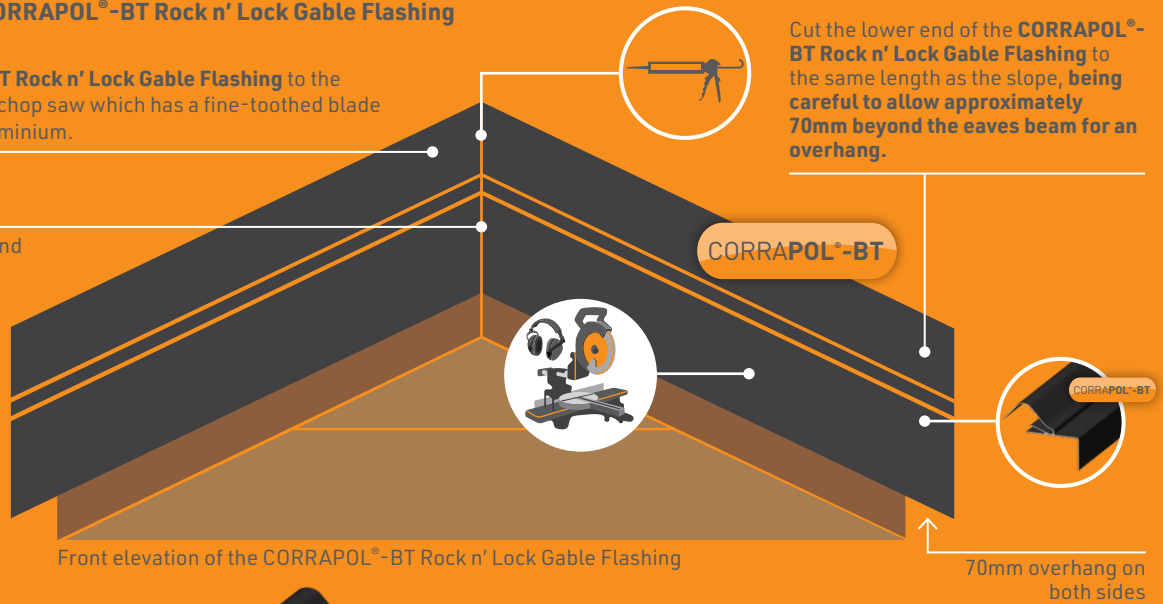 CORRAPOL®-BT Rock n' Lock Gable Flashing
BT Rock n' Lock Gable Flashing to the
chop saw which has a fine-toothed blade
nd
Cut the lower end of the CORRAPOL®-
BT Rock n' Lock Gable Flashing to
the same length as the slope, being
careful to allow approximately
70mm beyond the eaves beam for an
overhang.
CORRAPOL®-BT
CORRAPOL®-BT
Front elevation of the CORRAPOL®-BT Rock n' Lock Gable Flashing
70mm overhang on
both sides